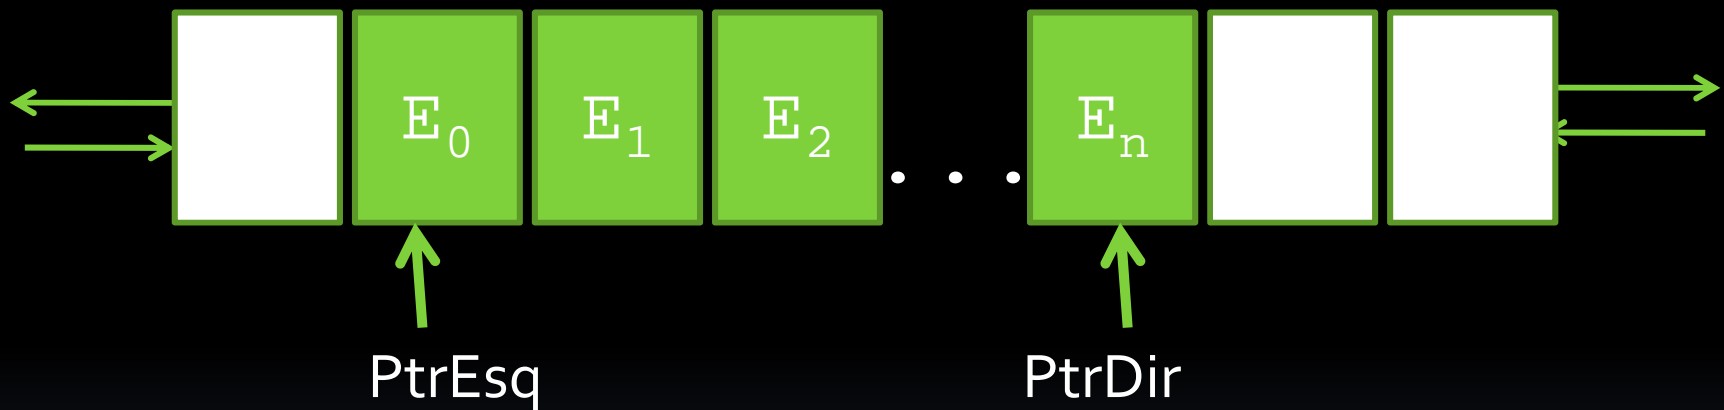 E₀ E₁ E₂ . . . Eₙ
PtrEsq PtrDir